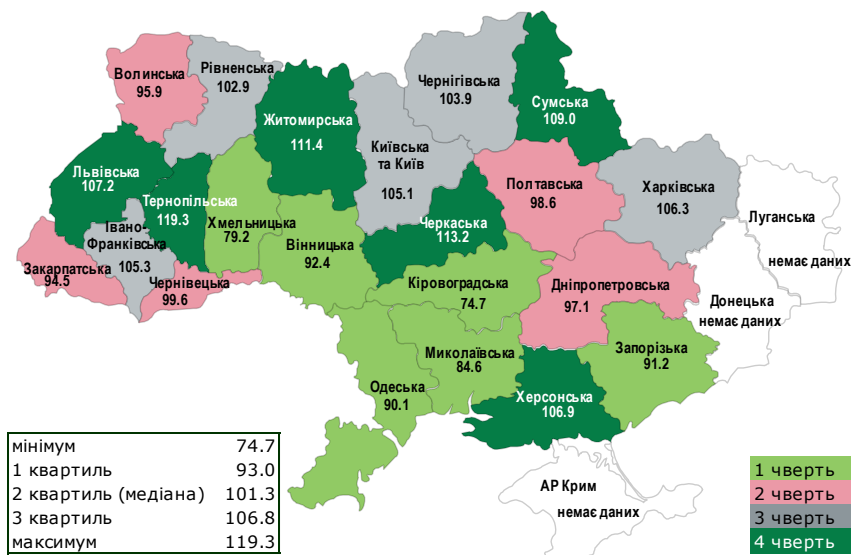 Волинська
95.9
Рівненська
102.9
Житомирська
111.4
Чернігівська
103.9
Сумська
109.0
Київська
та Київ
105.1
Львівська
107.2
Тернопільська
119.3
Хмельницька
79.2
Івано-
Франківська
105.3
Закарпатська
94.5
Чернівецька
99.6
Вінницька
92.4
Черкаська
113.2
Полтавська
98.6
Харківська
106.3
Луганська
немає даних
Донецька
немає даних
Кіровоградська
74.7
Дніпропетровська
97.1
Запорізька
91.2
Миколаївська
84.6
Одеська
90.1
Херсонська
106.9
АР Крим
немає даних
мінімум 74.7
1 квартиль 93.0
2 квартиль (медіана) 101.3
3 квартиль 106.8
максимум 119.3
1 чверть
2 чверть
3 чверть
4 чверть